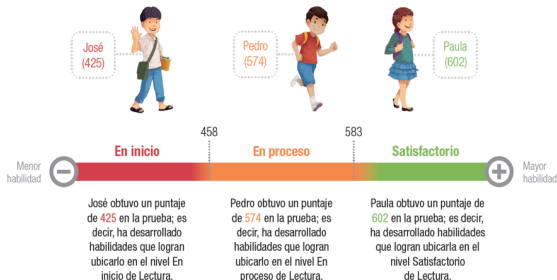 José
(425)
Pedro
(574)
Paula
(602)
458
583
En inicio
En proceso
Satisfactorio
Menor
habilidad
Mayor
habilidad
José obtuvo un puntaje
de 425 en la prueba; es
decir, ha desarrollado
habilidades que logran
ubicarlo en el nivel En
inicio de Lectura.
Pedro obtuvo un puntaje
de 574 en la prueba; es
decir, ha desarrollado
habilidades que logran
ubicarlo en el nivel En
proceso de Lectura.
Paula obtuvo un puntaje de
602 en la prueba; es decir,
ha desarrollado habilidades
que logran ubicarla en el
nivel Satisfactorio
de Lectura.